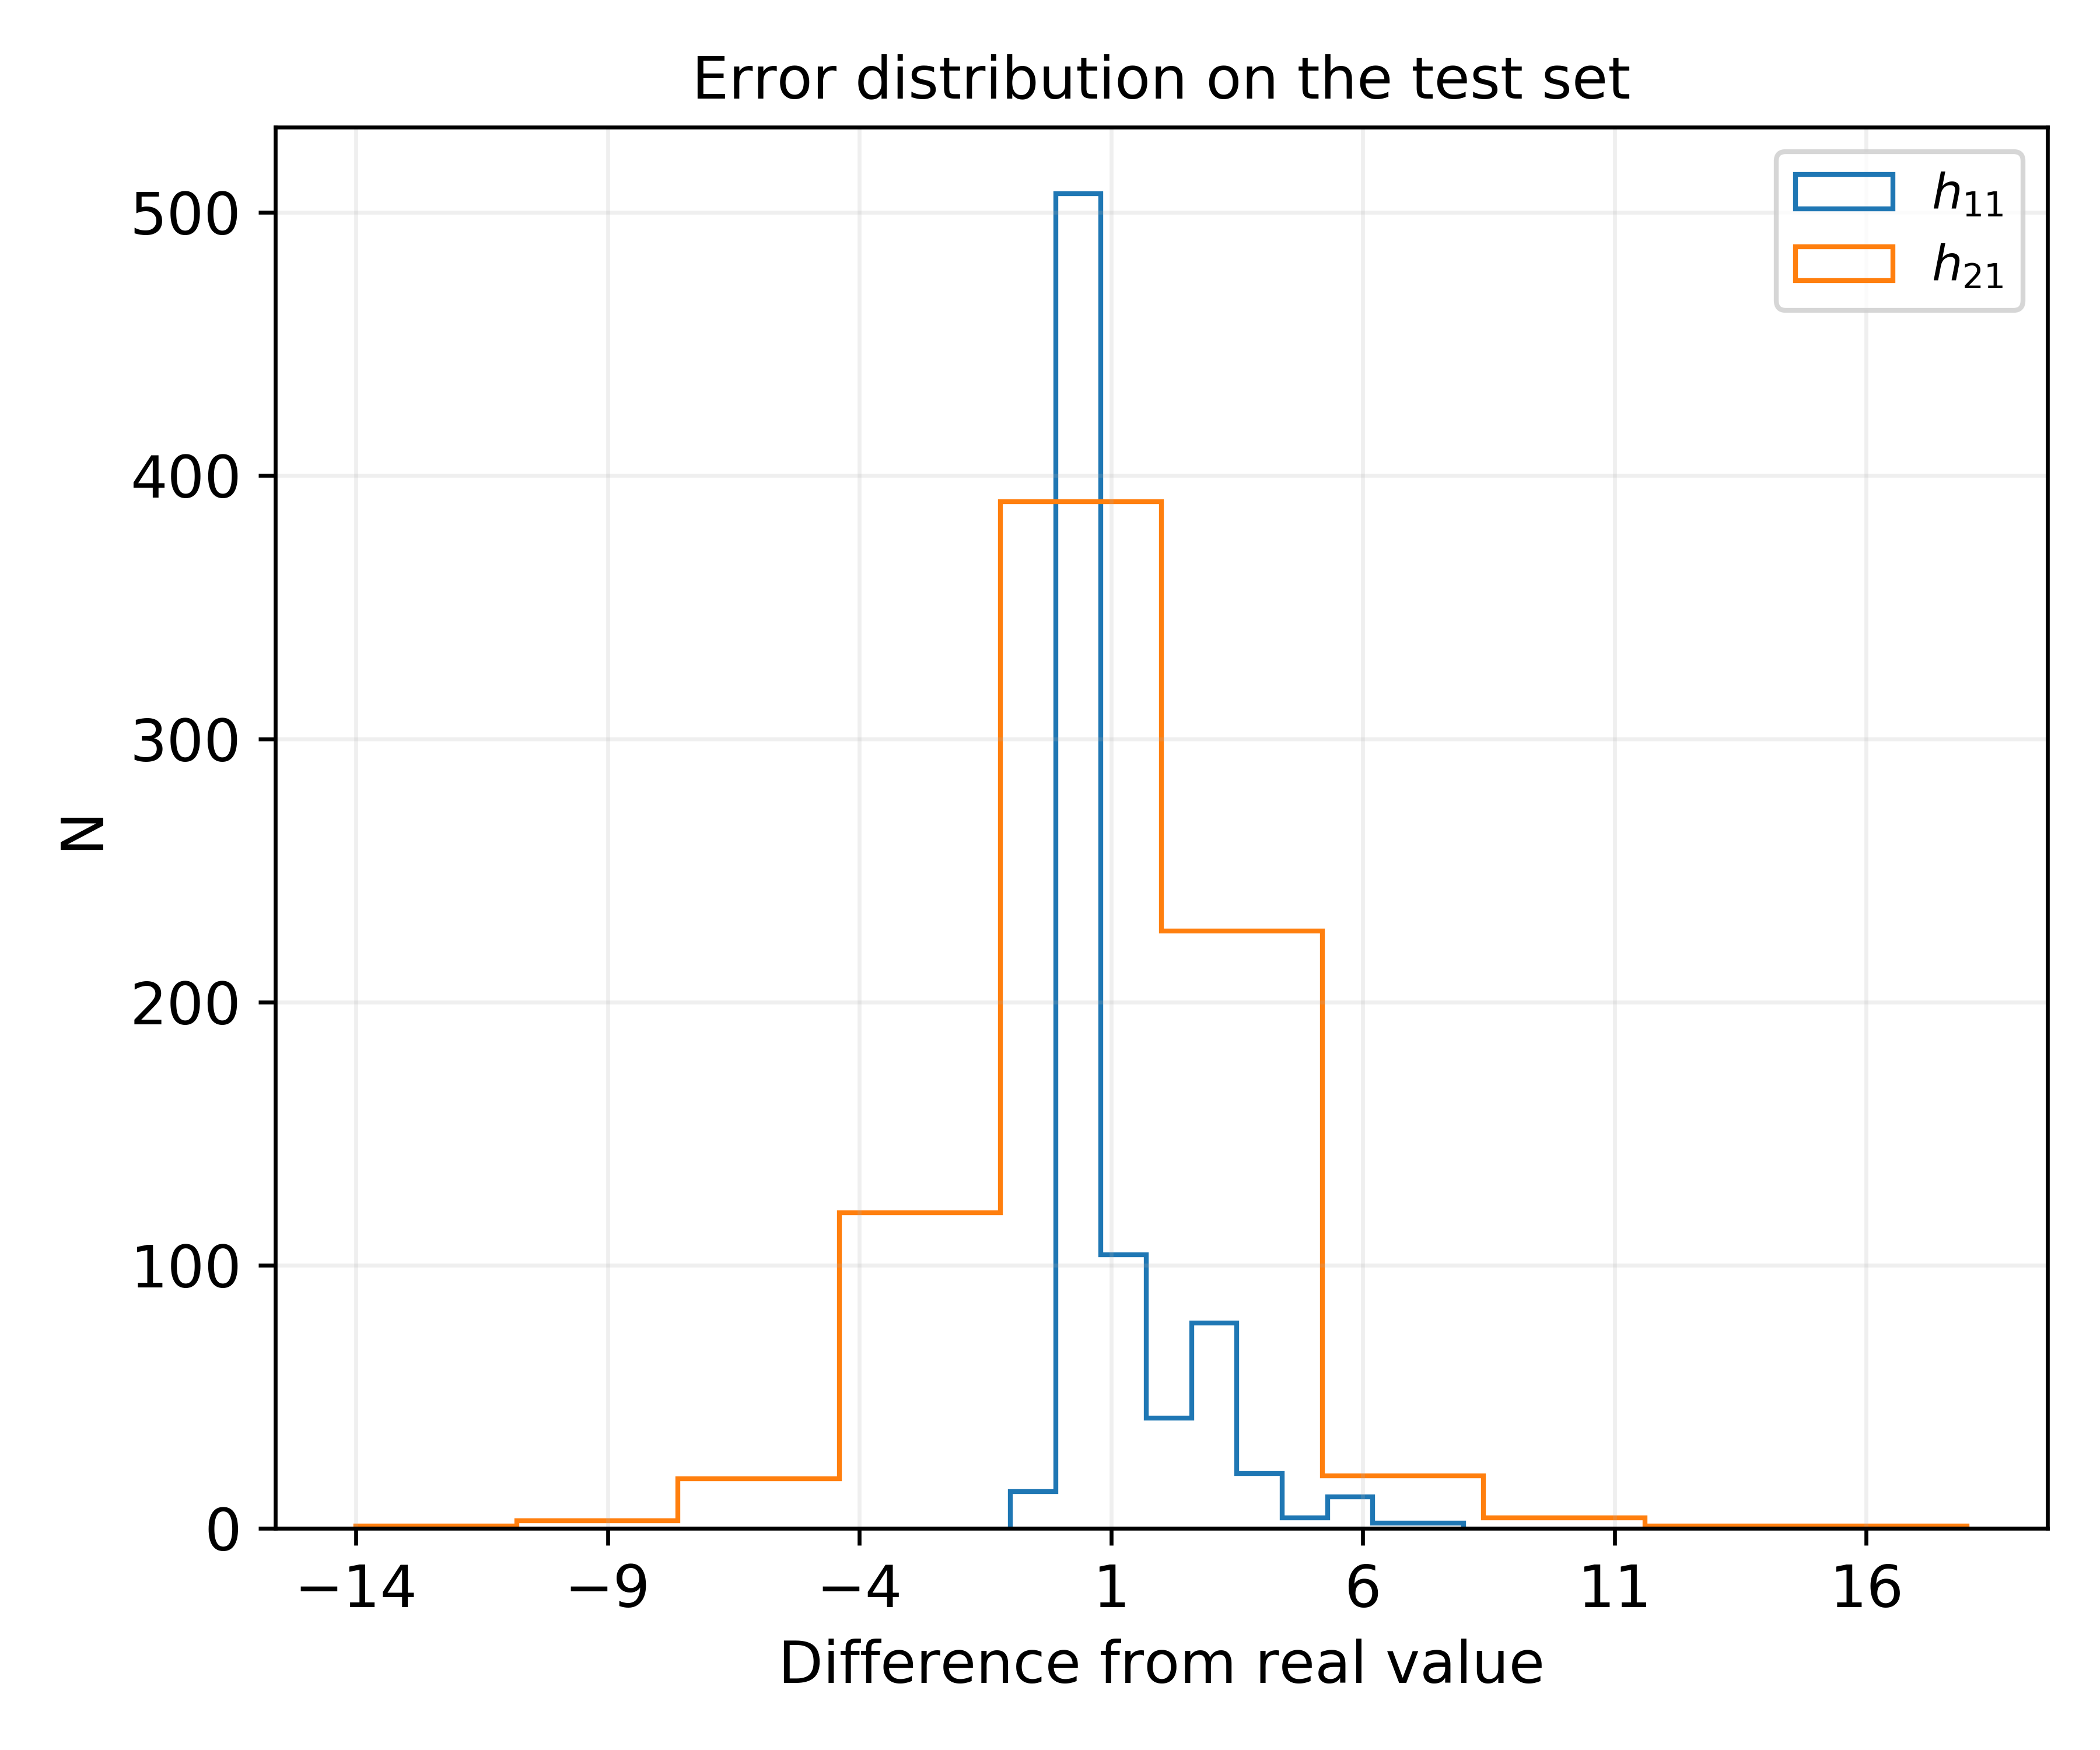 Error distribution on the test set
h11
h21
500
400
300
200
100
0
N
−14 −9 −4 1 6 11 16
Difference from real value